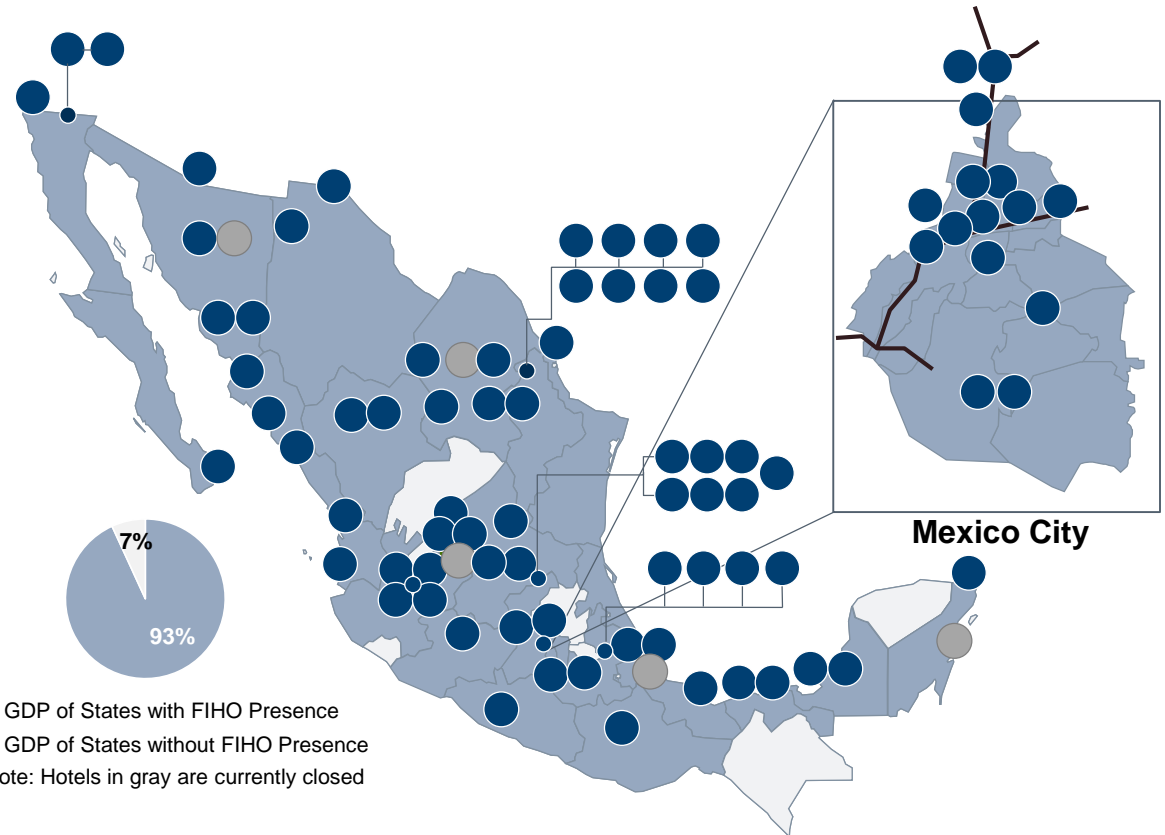 Mexico City
7%
93%
GDP of States with FIHO Presence
GDP of States without FIHO Presence
ote: Hotels in gray are currently closed